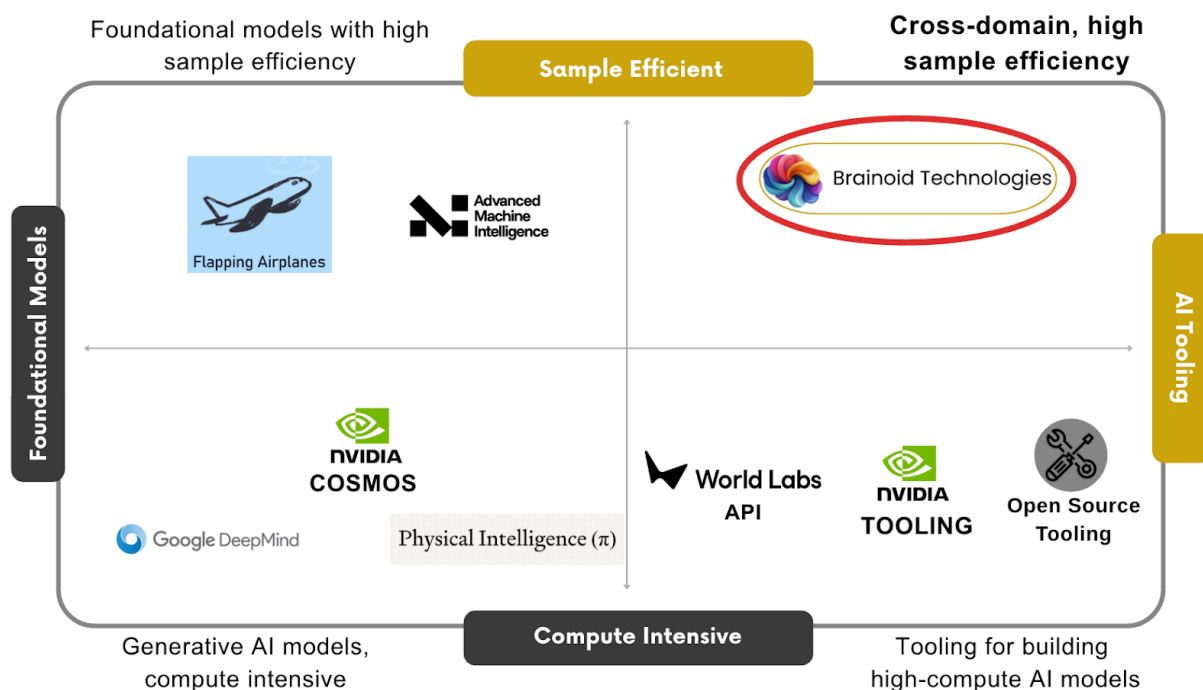 Foundational models with high
sample efficiency
Sample Efficient
Cross-domain, high
sample efficiency
Flapping Airplanes
Advanced
Machine
Intelligence
Brainoid Technologies
Foundational Models
AI Tooling
NVIDIA
COSMOS
Google DeepMind
Physical Intelligence (π)
World Labs
API
NVIDIA
TOOLING
Open Source
Tooling
Generative AI models,
compute intensive
Compute Intensive
Tooling for building
high-compute AI models